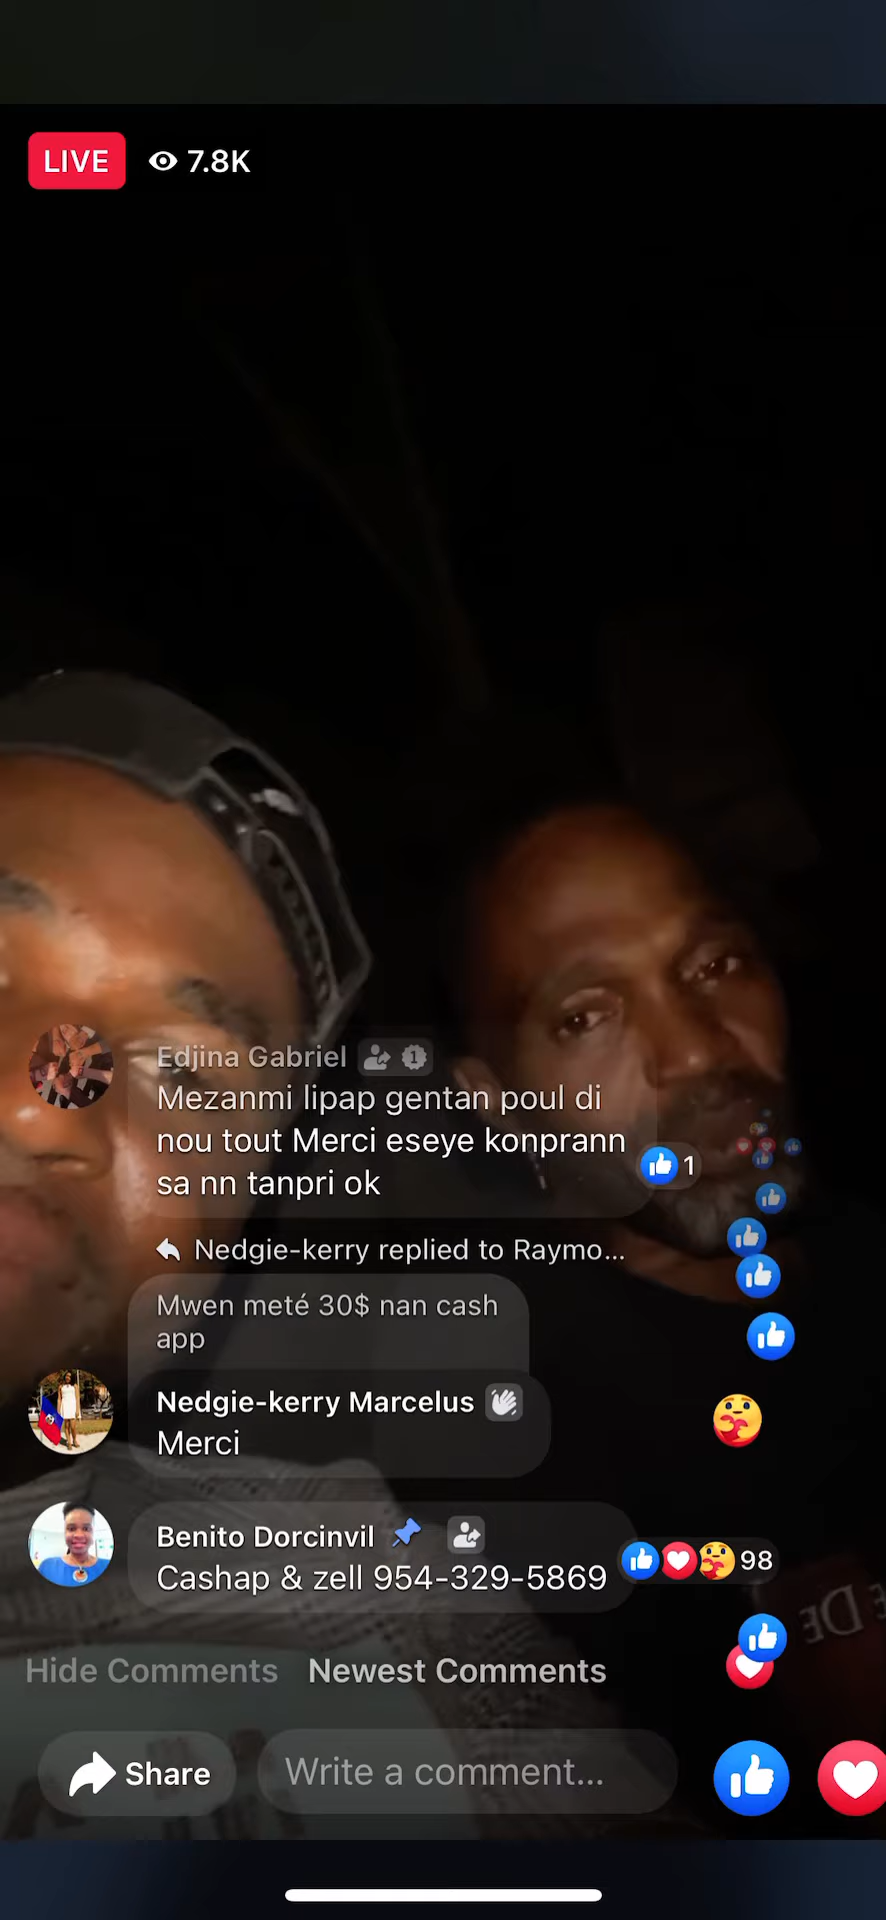 LIVE 7.8K
Edjina Gabriel
Mezanmi lipap gentan poul di
nou tout Merci eseye konprann
sa nn tanpri ok
1
Nedgie-kerry replied to Raymo...
Mwen meté 30$ nan cash
app
Nedgie-kerry Marcelus
Merci
Benito Dorcinvil
Cashap & zell 954-329-5869
98
Hide Comments Newest Comments
Share Write a comment...